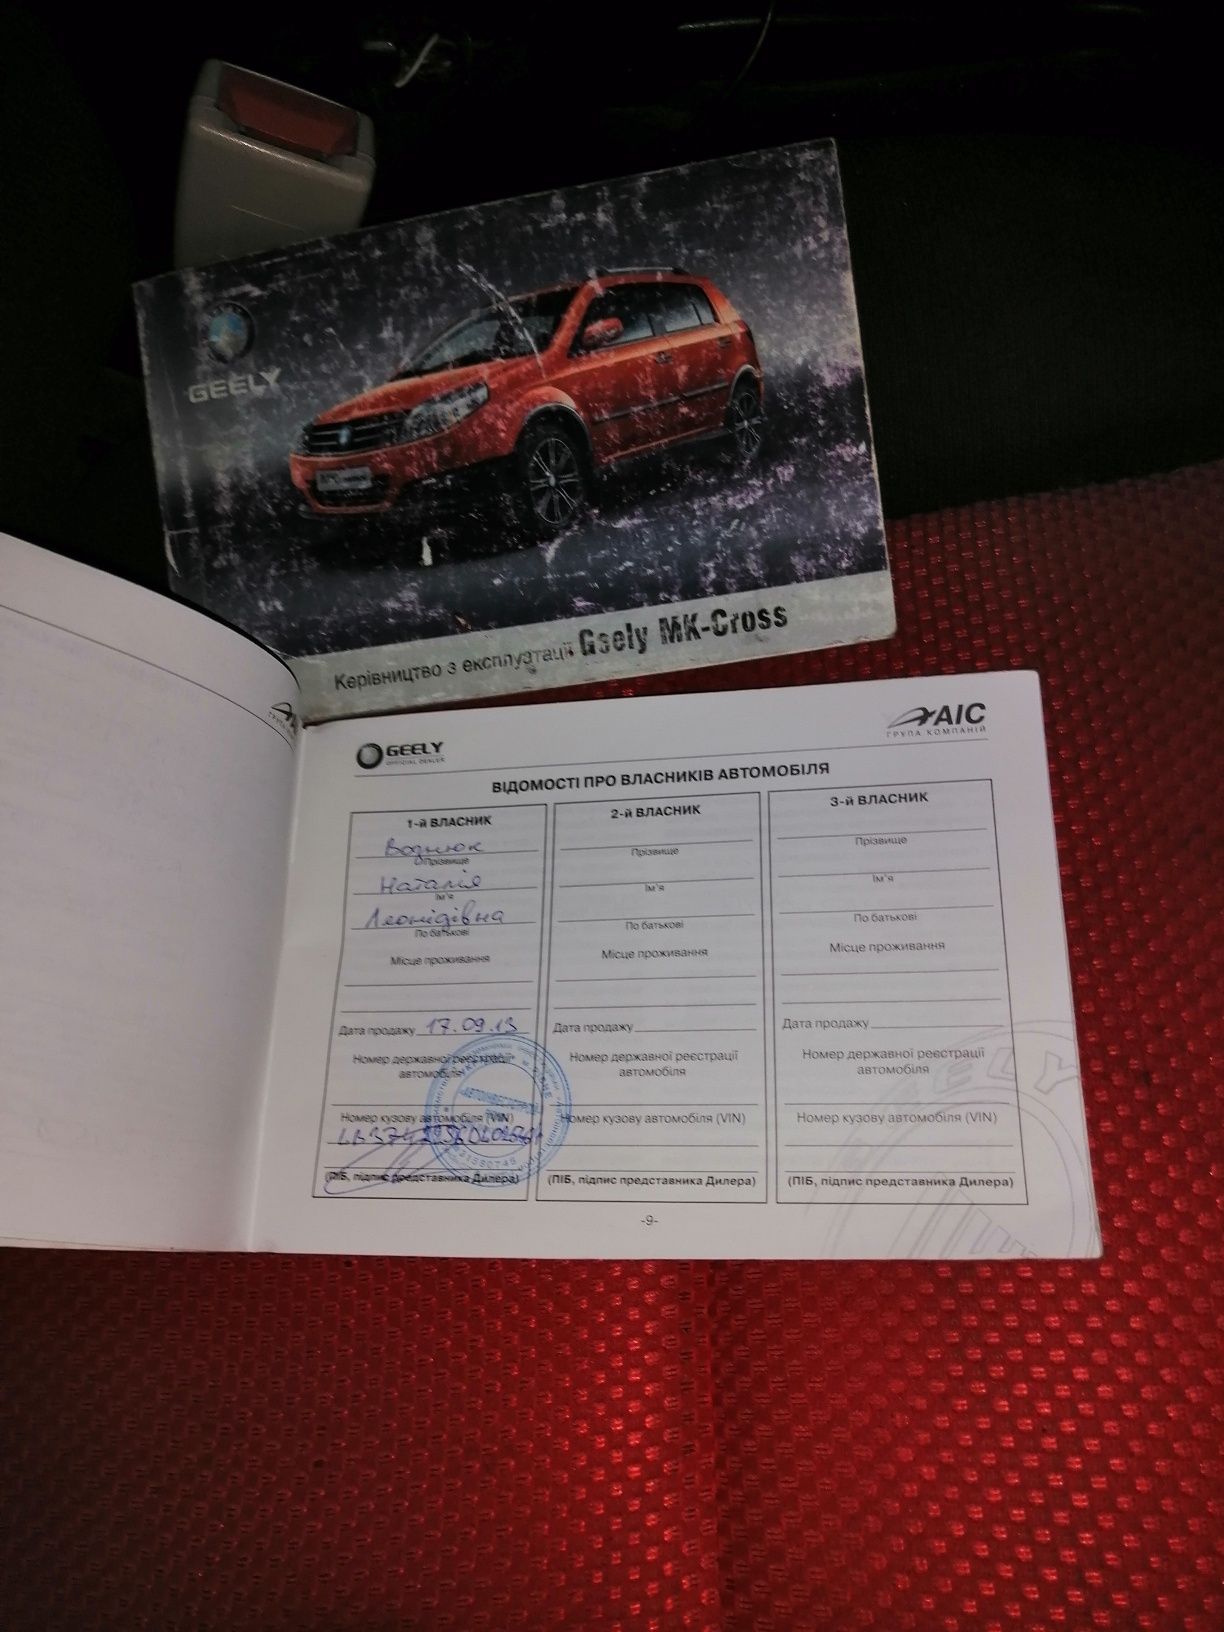 GEELY
Керівництво з експлуатації Geely MK-Cross
GEELY
OFFICIAL DEALER
АІС
ГРУПА КОМПАНІЙ
ВІДОМОСТІ ПРО ВЛАСНИКІВ АВТОМОБІЛЯ
1-й ВЛАСНИК
Воднюк
Прізвище
Наталія
Ім'я
Леонідівна
По батькові
Місце проживання
Дата продажу 17.09.13
Номер державної реєстрації
автомобіля
Номер кузову автомобіля (VIN)
(ПІБ, підпис представника Дилера)
2-й ВЛАСНИК
Прізвище
Ім'я
По батькові
Місце проживання
Дата продажу
Номер державної реєстрації
автомобіля
Номер кузову автомобіля (VIN)
(ПІБ, підпис представника Дилера)
3-й ВЛАСНИК
Прізвище
Ім'я
По батькові
Місце проживання
Дата продажу
Номер державної реєстрації
автомобіля
Номер кузову автомобіля (VIN)
(ПІБ, підпис представника Дилера)
-9-